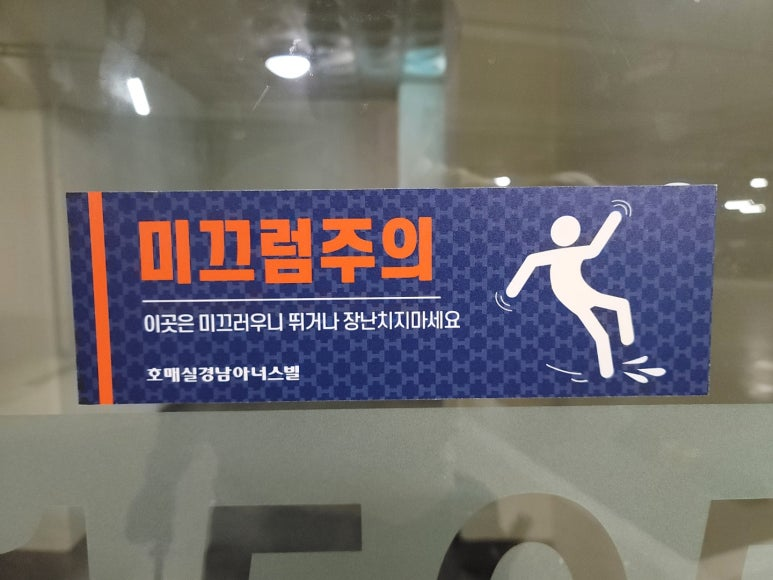 미끄럼주의
이곳은 미끄러우니 뛰거나 장난치지마세요
호매실경남아너스빌